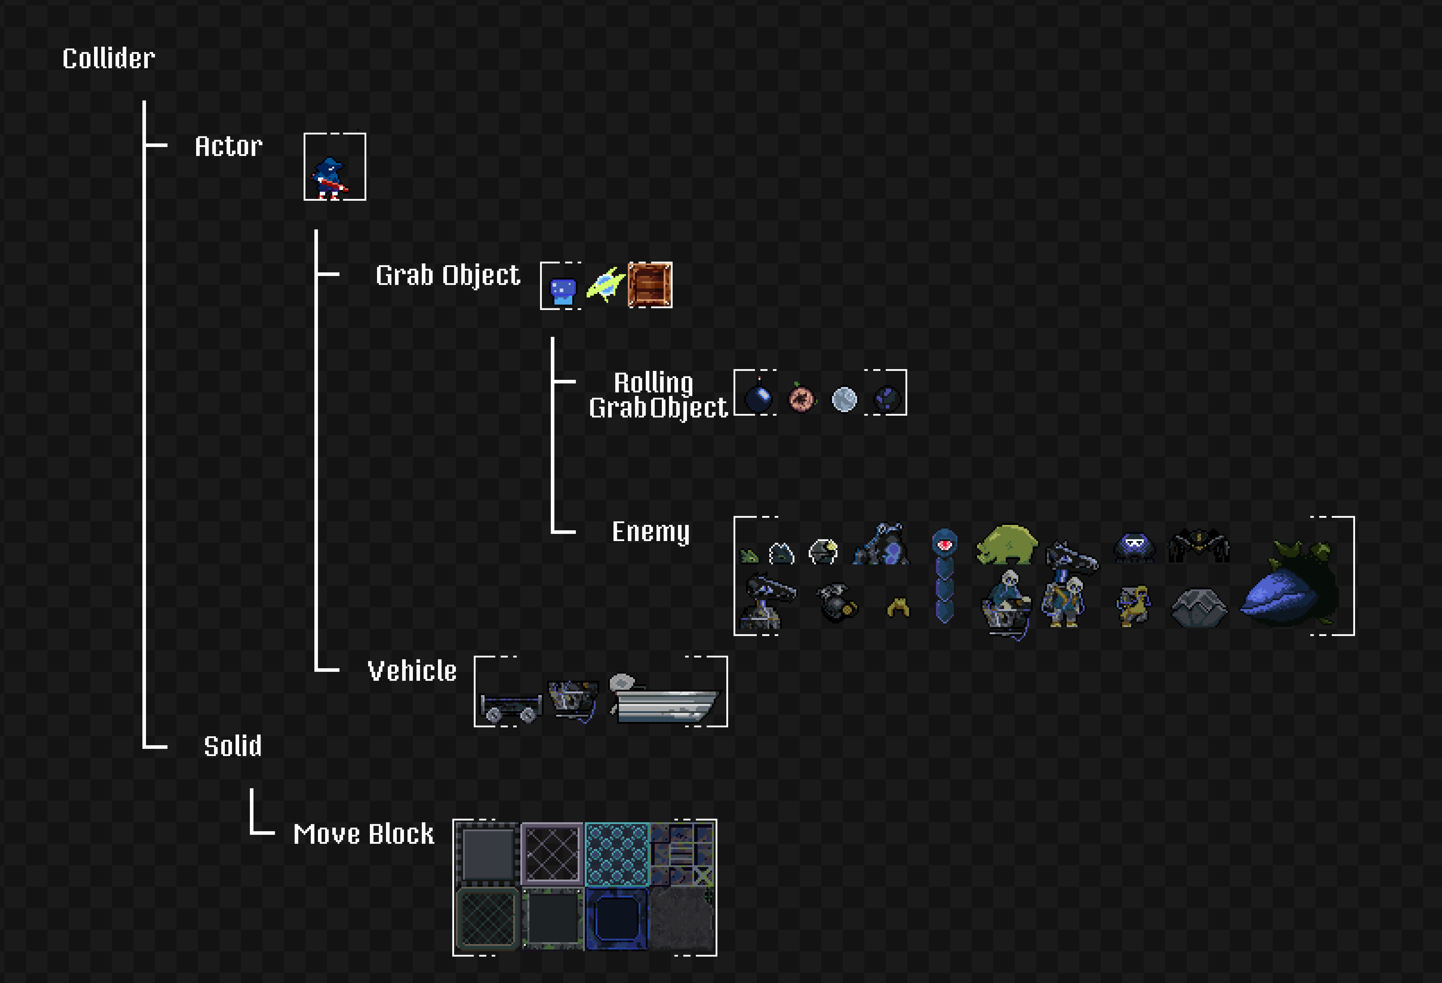 Collider
Actor
Grab Object
Rolling
GrabObject
Enemy
Vehicle
Solid
Move Block